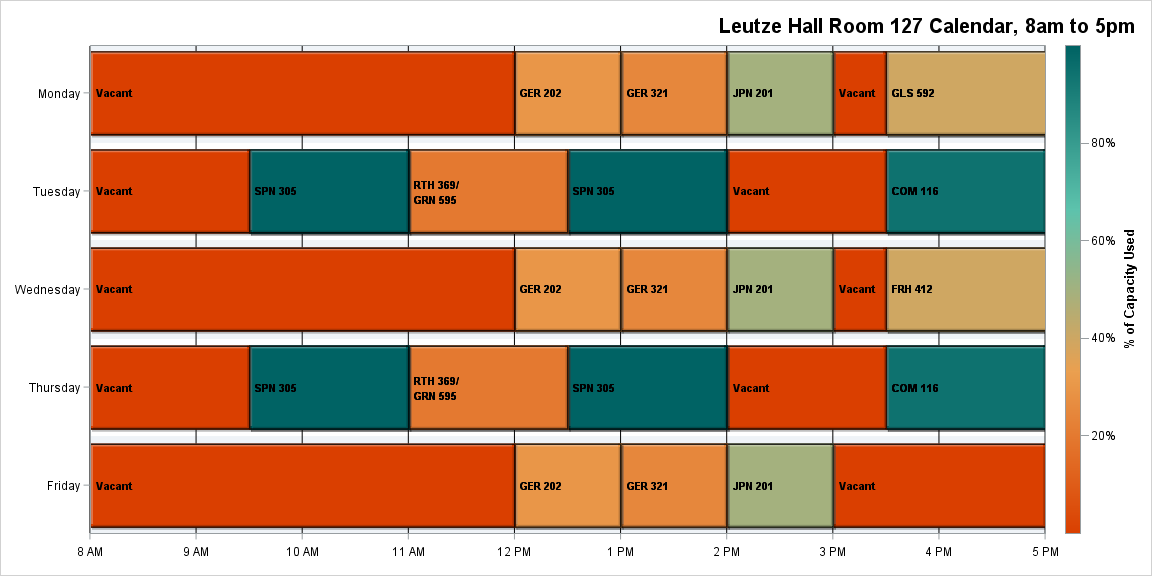 Leutze Hall Room 127 Calendar, 8am to 5pm
Monday
Vacant
GER 202
GER 321
JPN 201
Vacant
GLS 592
Tuesday
Vacant
SPN 305
RTH 369/
GRN 595
SPN 305
Vacant
COM 116
Wednesday
Vacant
GER 202
GER 321
JPN 201
Vacant
FRH 412
Thursday
Vacant
SPN 305
RTH 369/
GRN 595
SPN 305
Vacant
COM 116
Friday
Vacant
GER 202
GER 321
JPN 201
Vacant
8 AM
9 AM
10 AM
11 AM
12 PM
1 PM
2 PM
3 PM
4 PM
5 PM
80%
60%
40%
20%
% of Capacity Used